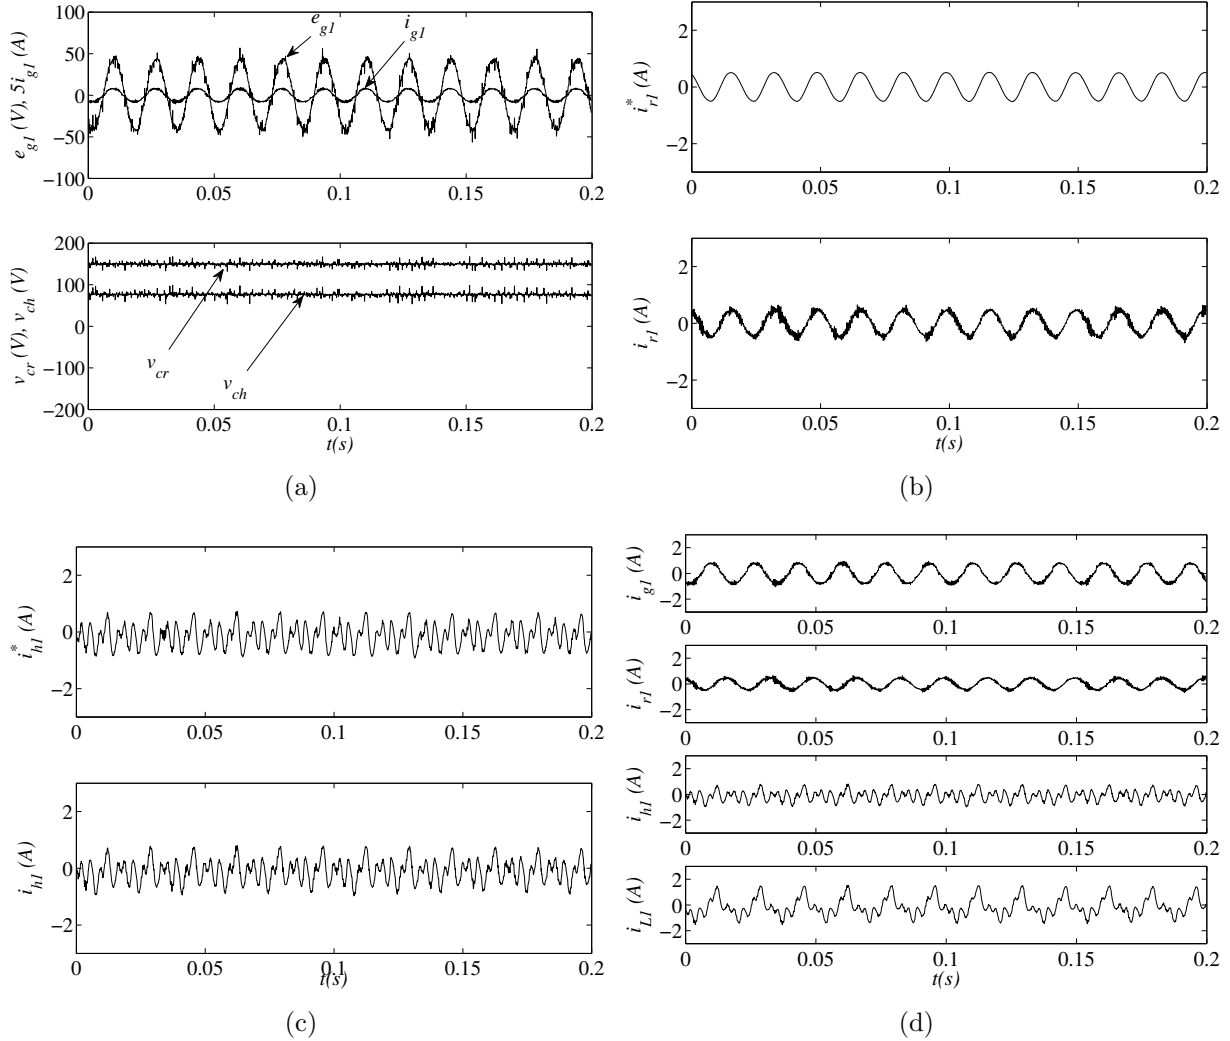 e_g1 (V), 5i_g1 (A)
100
50
0
−50
−100
e_g1
i_g1
0 0.05 0.1 0.15 0.2
v_cr (V), v_ch (V)
200
100
0
−100
−200
v_cr
v_ch
0 0.05 0.1 0.15 0.2
t(s)
(a)
i*_r1 (A)
2
0
−2
0 0.05 0.1 0.15 0.2
i_r1 (A)
2
0
−2
0 0.05 0.1 0.15 0.2
t(s)
(b)
i*_h1 (A)
2
0
−2
0 0.05 0.1 0.15 0.2
i_h1 (A)
2
0
−2
0 0.05 0.1 0.15 0.2
t(s)
(c)
i_g1 (A)
2
0
−2
0 0.05 0.1 0.15 0.2
i_r1 (A)
2
0
−2
0 0.05 0.1 0.15 0.2
i_h1 (A)
2
0
−2
0 0.05 0.1 0.15 0.2
i_L1 (A)
2
0
−2
0 0.05 0.1 0.15 0.2
t(s)
(d)